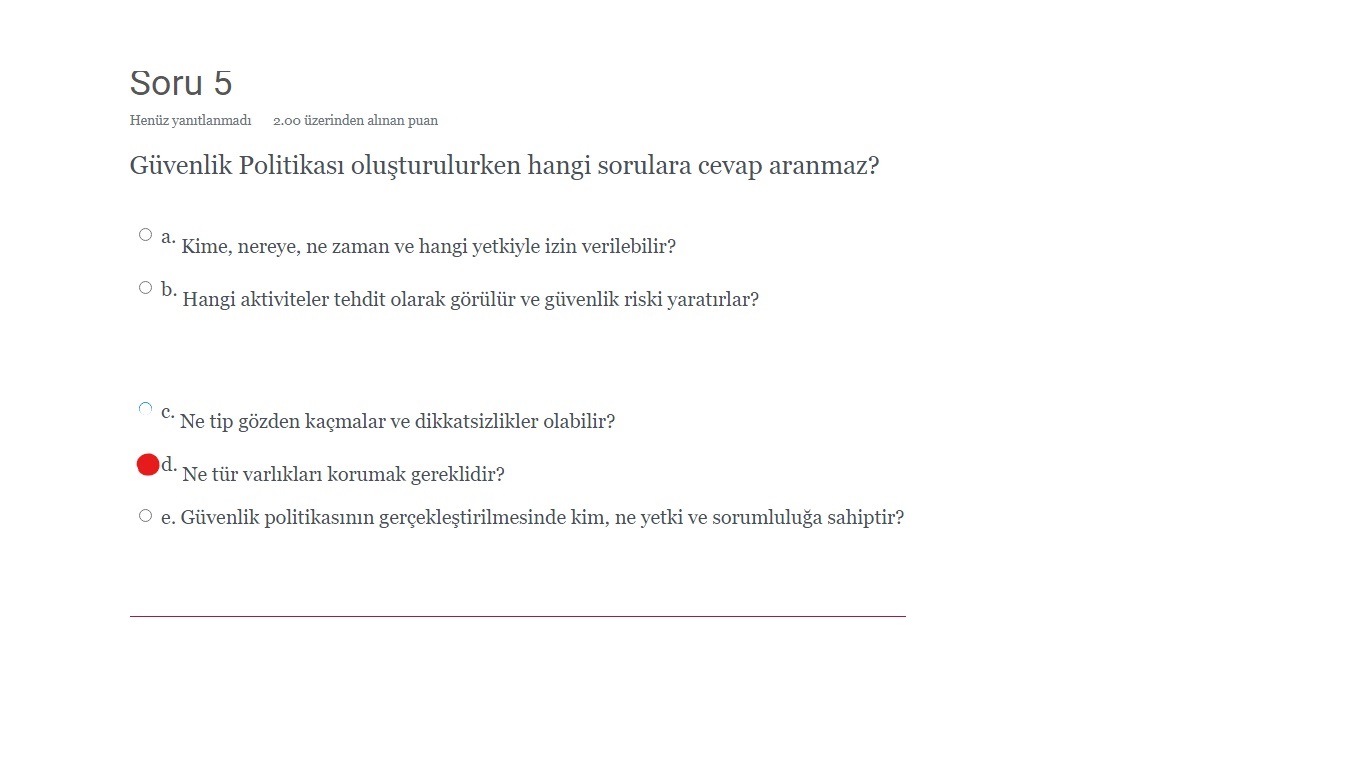 Soru 5
Henüz yanıtlanmadı 2.00 üzerinden alınan puan
Güvenlik Politikası oluşturulurken hangi sorulara cevap aranmaz?
a. Kime, nereye, ne zaman ve hangi yetkiyle izin verilebilir?
b. Hangi aktiviteler tehdit olarak görülür ve güvenlik riski yaratırlar?
c. Ne tip gözden kaçmalar ve dikkatsizlikler olabilir?
d. Ne tür varlıkları korumak gereklidir?
e. Güvenlik politikasının gerçekleştirilmesinde kim, ne yetki ve sorumluluğa sahiptir?